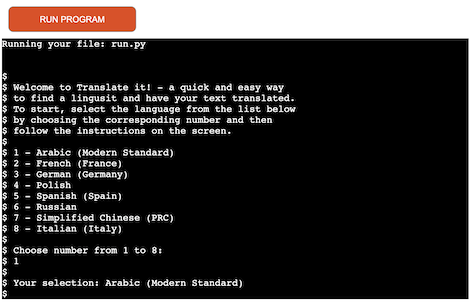 RUN PROGRAM
Running your file: run.py
$
$ Welcome to Translate it! - a quick and easy way
$ to find a lingusit and have your text translated.
$ To start, select the language from the list below
$ by choosing the corresponding number and then
$ follow the instructions on the screen.
$
$ 1 - Arabic (Modern Standard)
$ 2 - French (France)
$ 3 - German (Germany)
$ 4 - Polish
$ 5 - Spanish (Spain)
$ 6 - Russian
$ 7 - Simplified Chinese (PRC)
$ 8 - Italian (Italy)
$
$ Choose number from 1 to 8:
$ 1
$
$ Your selection: Arabic (Modern Standard)
$